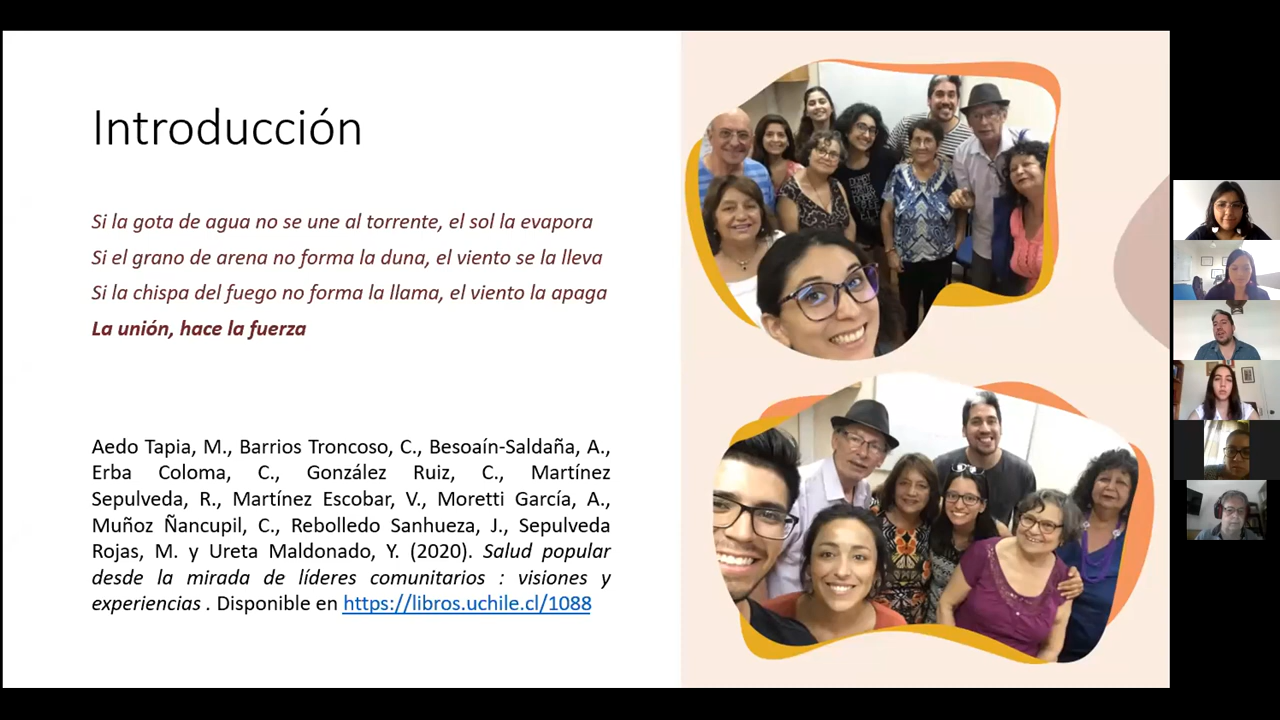 Introducción
Si la gota de agua no se une al torrente, el sol la evapora
Si el grano de arena no forma la duna, el viento se la lleva
Si la chispa del fuego no forma la llama, el viento la apaga
La unión, hace la fuerza
Aedo Tapia, M., Barrios Troncoso, C., Besoaín-Saldaña, A.,
Erba Coloma, C., González Ruiz, C., Martínez
Sepulveda, R., Martínez Escobar, V., Moretti García, A.,
Muñoz Ñancupil, C., Rebolledo Sanhueza, J., Sepulveda
Rojas, M. y Ureta Maldonado, Y. (2020). Salud popular
desde la mirada de líderes comunitarios : visiones y
experiencias . Disponible en https://libros.uchile.cl/1088